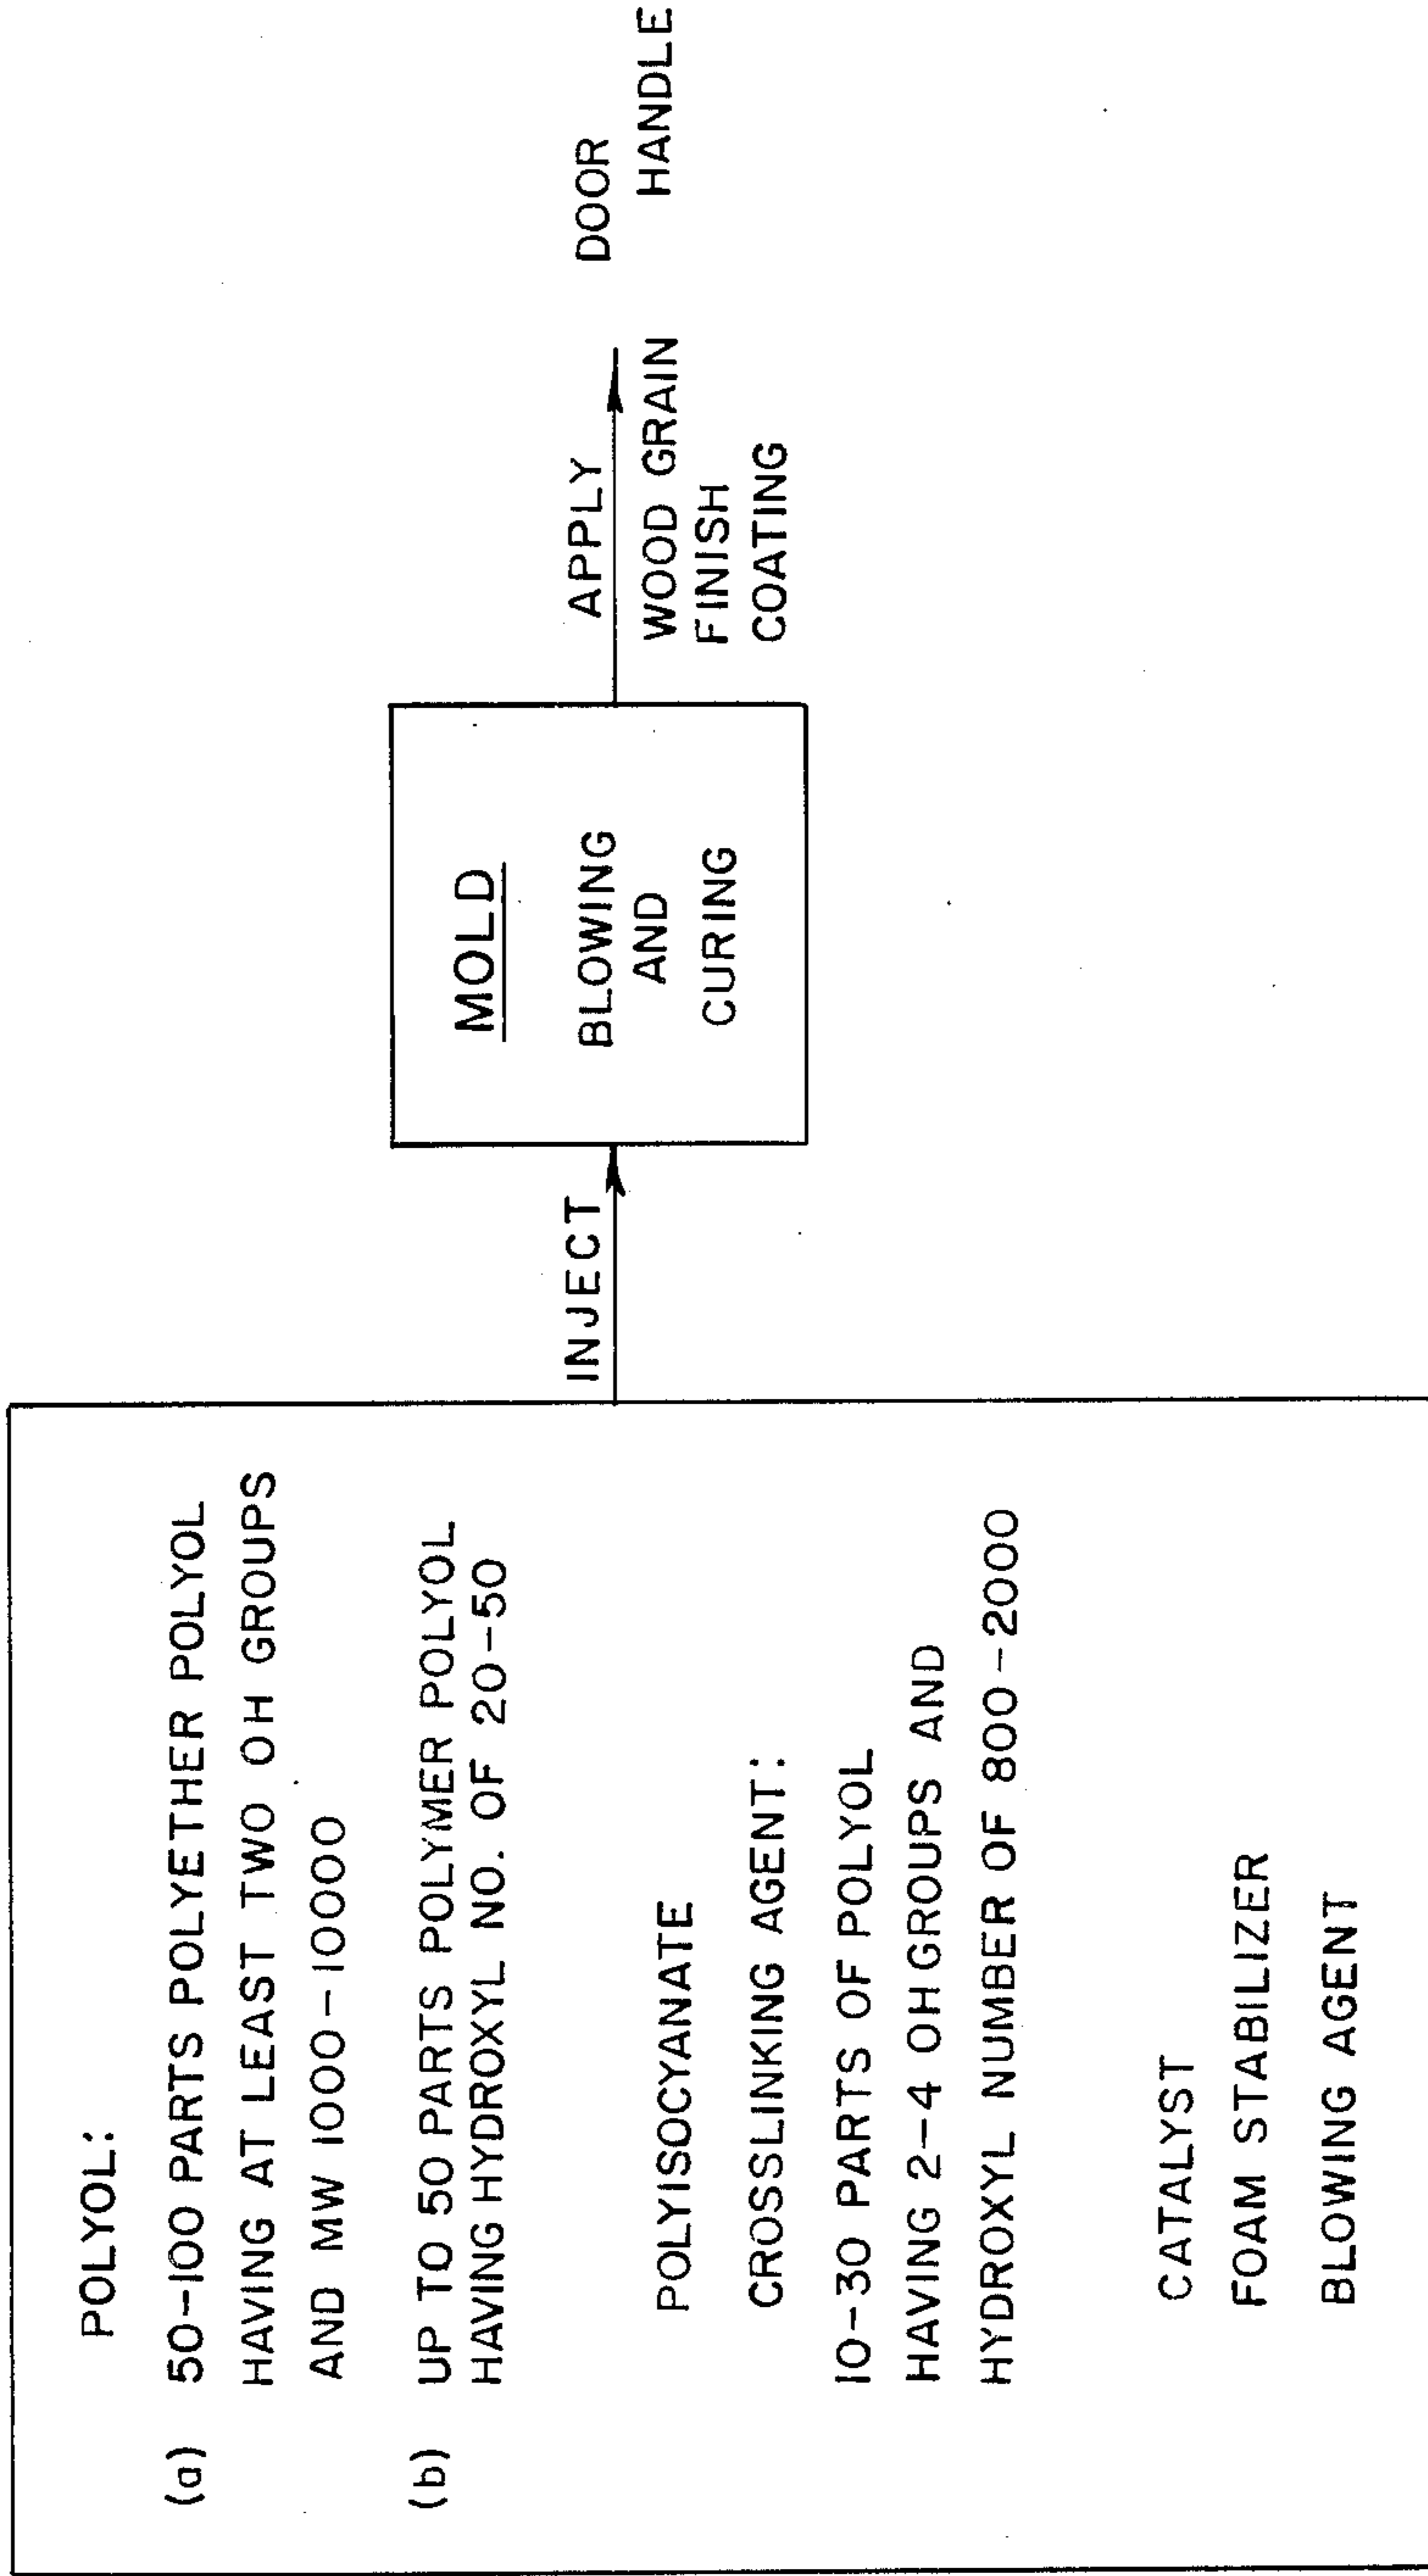 POLYOL:
(a) 50-100 PARTS POLYETHER POLYOL
HAVING AT LEAST TWO OH GROUPS
AND MW 1000-10000
(b) UP TO 50 PARTS POLYMER POLYOL
HAVING HYDROXYL NO. OF 20-50
POLYISOCYANATE
CROSSLINKING AGENT:
10-30 PARTS OF POLYOL
HAVING 2-4 OH GROUPS AND
HYDROXYL NUMBER OF 800-2000
CATALYST
FOAM STABILIZER
BLOWING AGENT
INJECT
MOLD
BLOWING
AND
CURING
APPLY
WOOD GRAIN
FINISH
COATING
DOOR
HANDLE